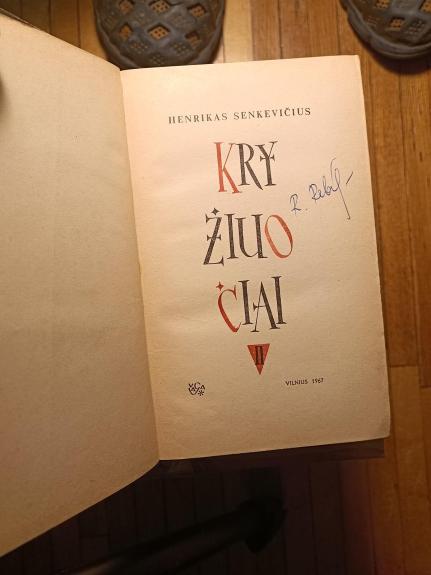 HENRIKAS SENKEVIČIUS
KRY
ŽIUO
ČIAI
II
VILNIUS 1967